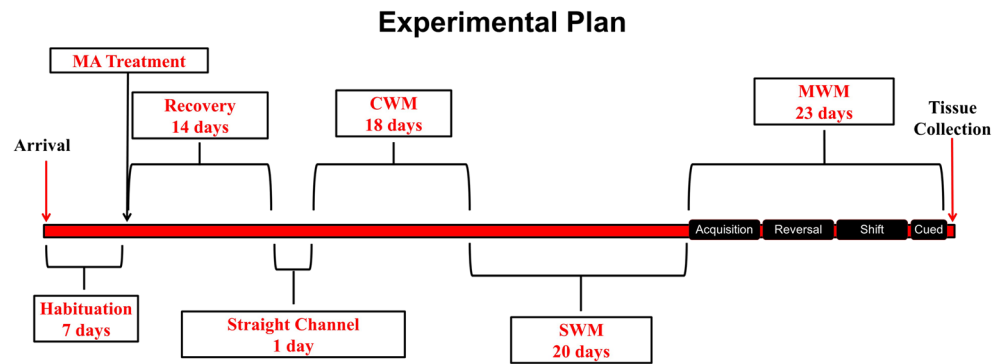 Experimental Plan
MA Treatment
Recovery
14 days
CWM
18 days
MWM
23 days
Tissue
Collection
Arrival
Acquisition
Reversal
Shift
Cued
Habituation
7 days
Straight Channel
1 day
SWM
20 days